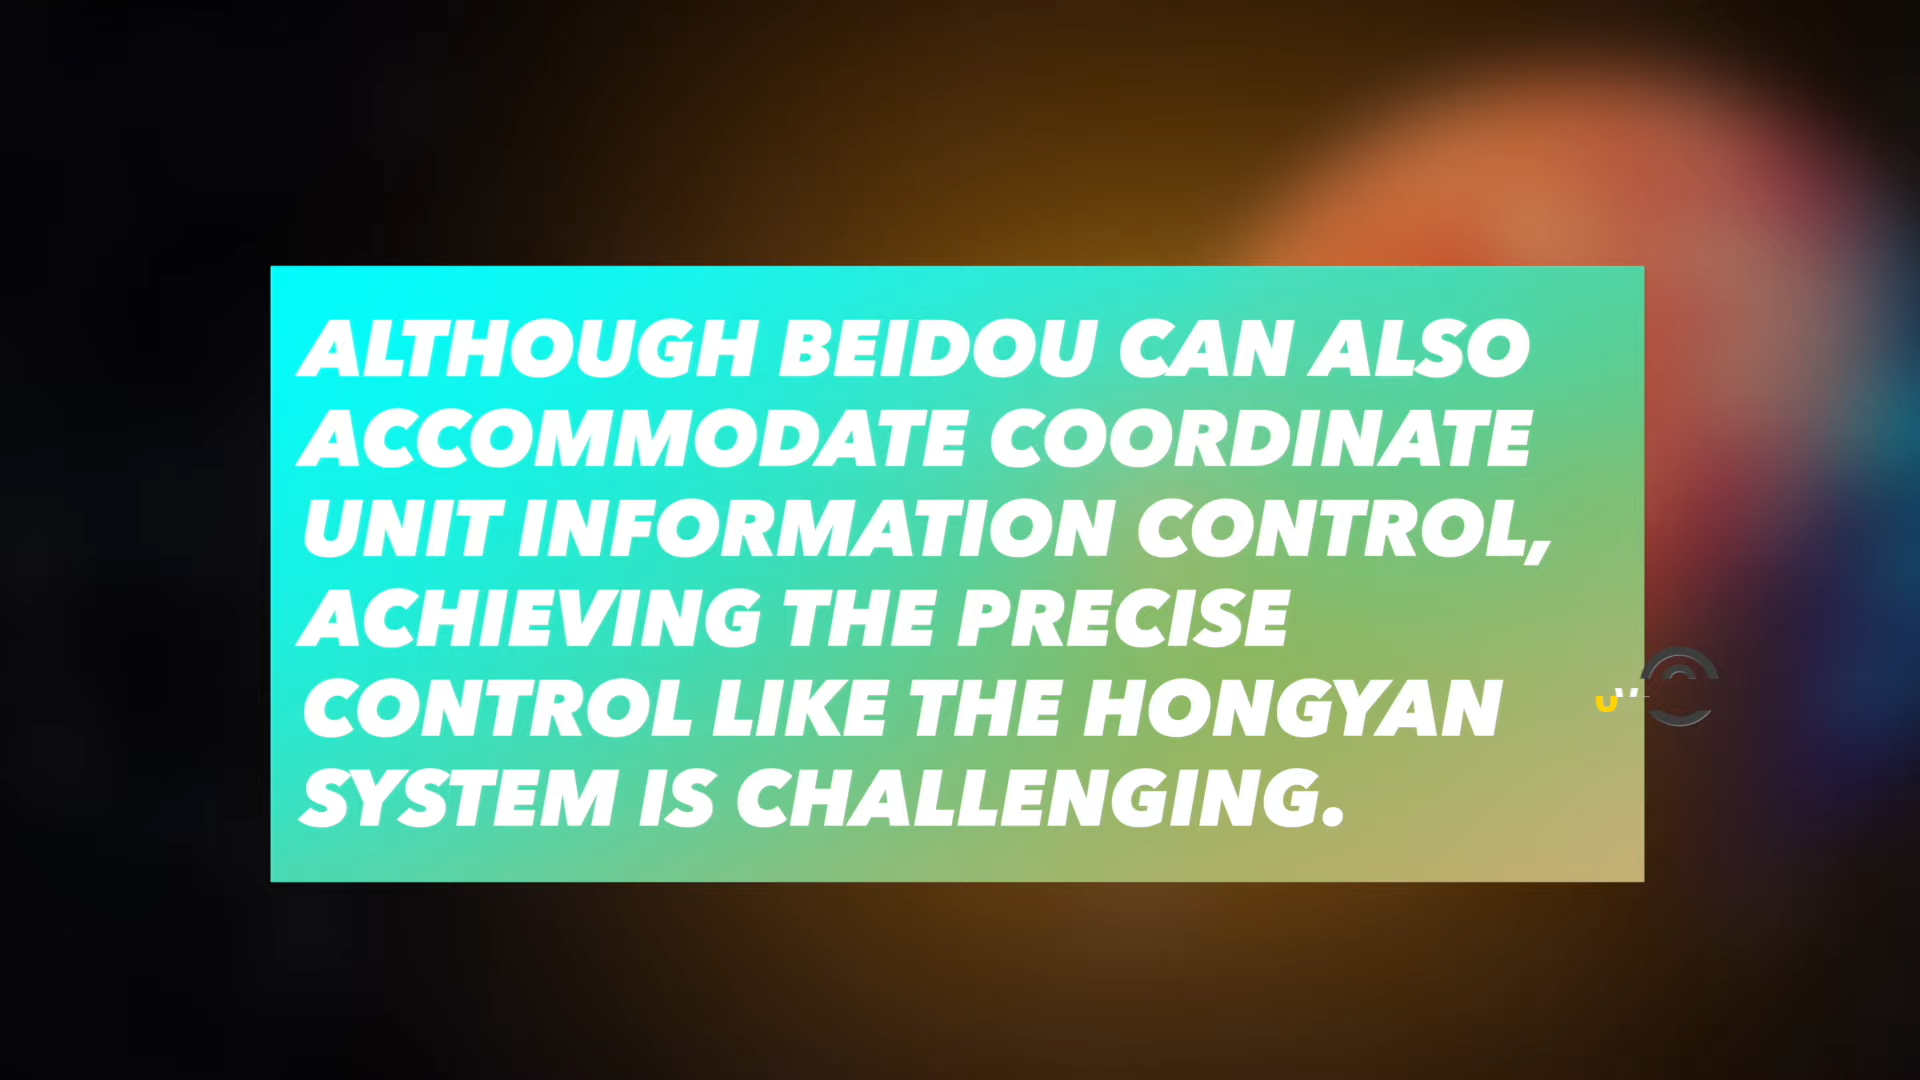 ALTHOUGH BEIDOU CAN ALSO
ACCOMMODATE COORDINATE
UNIT INFORMATION CONTROL,
ACHIEVING THE PRECISE
CONTROL LIKE THE HONGYAN
SYSTEM IS CHALLENGING.